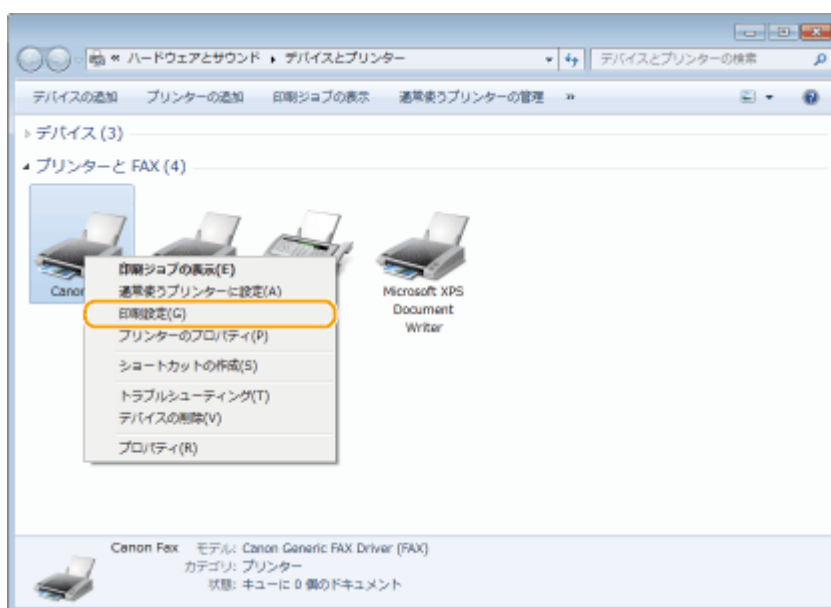 « ハードウェアとサウンド ▸ デバイスとプリンター
デバイスとプリンターの検索
デバイスの追加 プリンターの追加 印刷ジョブの表示 通常使うプリンターの管理 »
デバイス (3)
プリンターと FAX (4)
Canon
Microsoft XPS
Document
Writer
印刷ジョブの表示(E)
通常使うプリンターに設定(A)
印刷設定(G)
プリンターのプロパティ(P)
ショートカットの作成(S)
トラブルシューティング(T)
デバイスの削除(V)
プロパティ(R)
Canon Fax モデル: Canon Generic FAX Driver (FAX)
カテゴリ: プリンター
状態: キューに 0 個のドキュメント